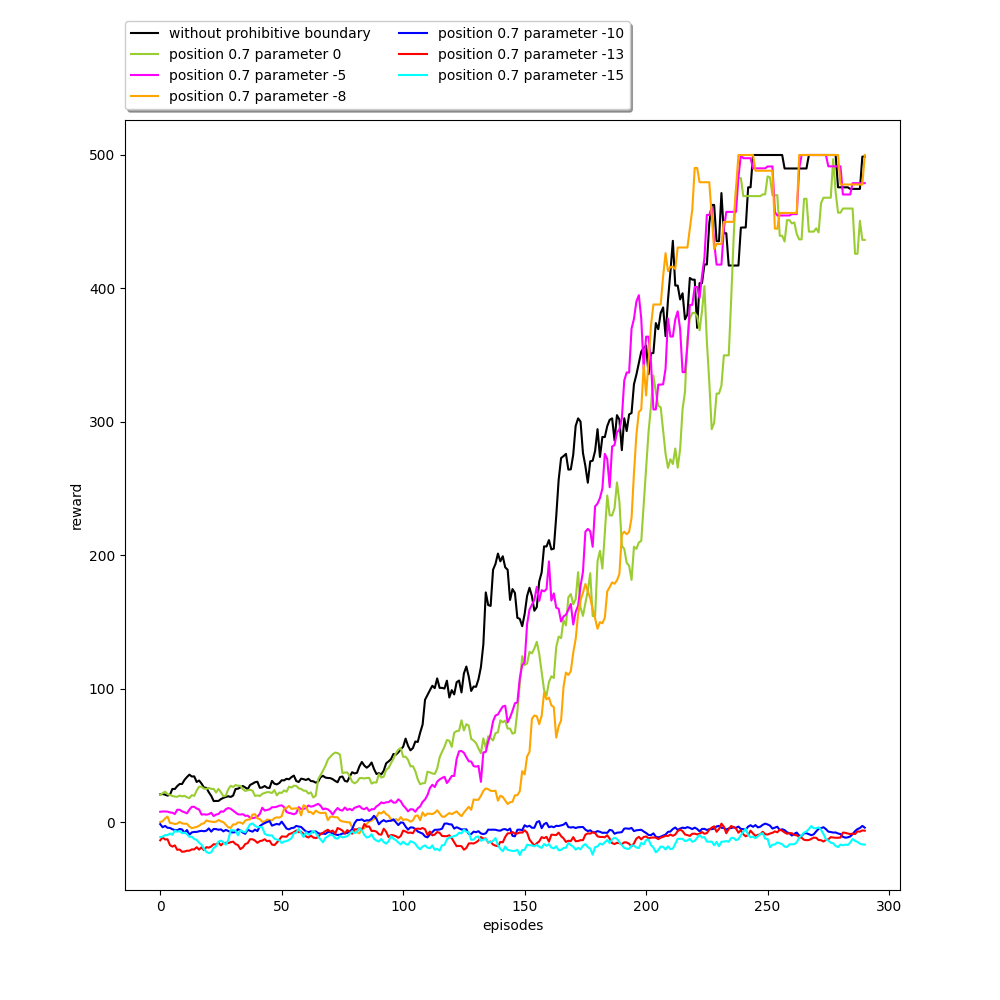 without prohibitive boundary
position 0.7 parameter 0
position 0.7 parameter -5
position 0.7 parameter -8
position 0.7 parameter -10
position 0.7 parameter -13
position 0.7 parameter -15
500
400
300
200
100
0
reward
0 50 100 150 200 250 300
episodes